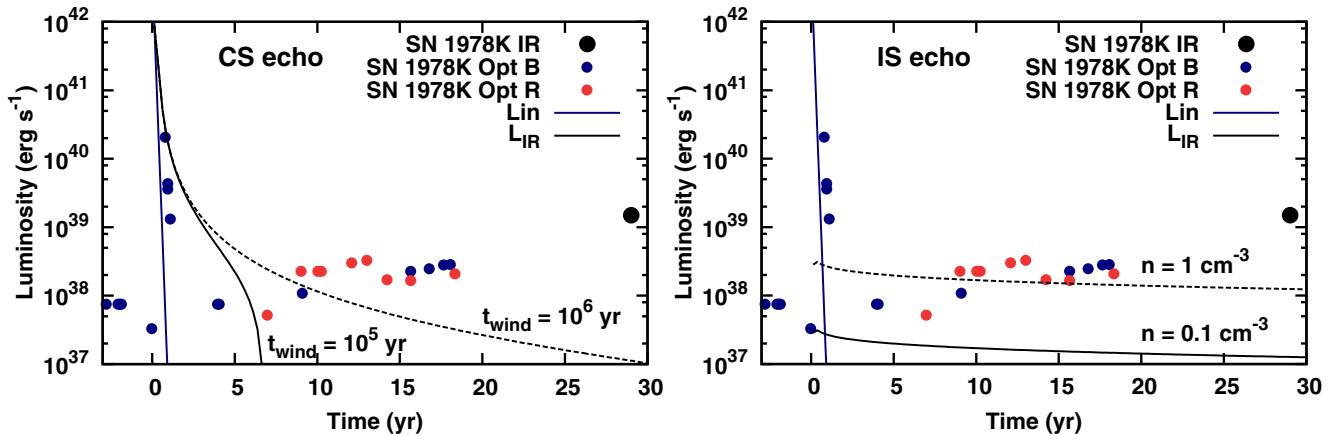 CS echo
SN 1978K IR
SN 1978K Opt B
SN 1978K Opt R
Lin
L_IR
t_wind = 10^5 yr
t_wind = 10^6 yr
Luminosity (erg s^-1)
10^42
10^41
10^40
10^39
10^38
10^37
0 5 10 15 20 25 30
Time (yr)
IS echo
SN 1978K IR
SN 1978K Opt B
SN 1978K Opt R
Lin
L_IR
n = 1 cm^-3
n = 0.1 cm^-3
Luminosity (erg s^-1)
10^42
10^41
10^40
10^39
10^38
10^37
0 5 10 15 20 25 30
Time (yr)